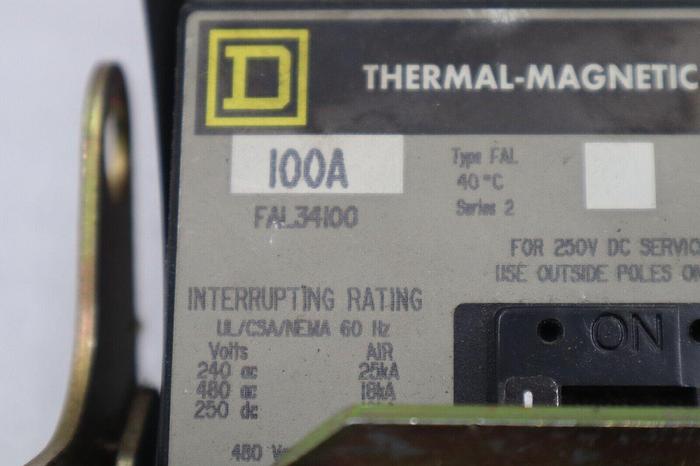 D
THERMAL-MAGNETIC
100A
Type FAL
40°C
Series 2
FAL34100
FOR 250V DC SERVIC
USE OUTSIDE POLES ON
INTERRUPTING RATING
UL/CSA/NEMA 60 Hz
Volts AIR
240 ac 25kA
480 ac 18kA
250 dc
480 V
ON